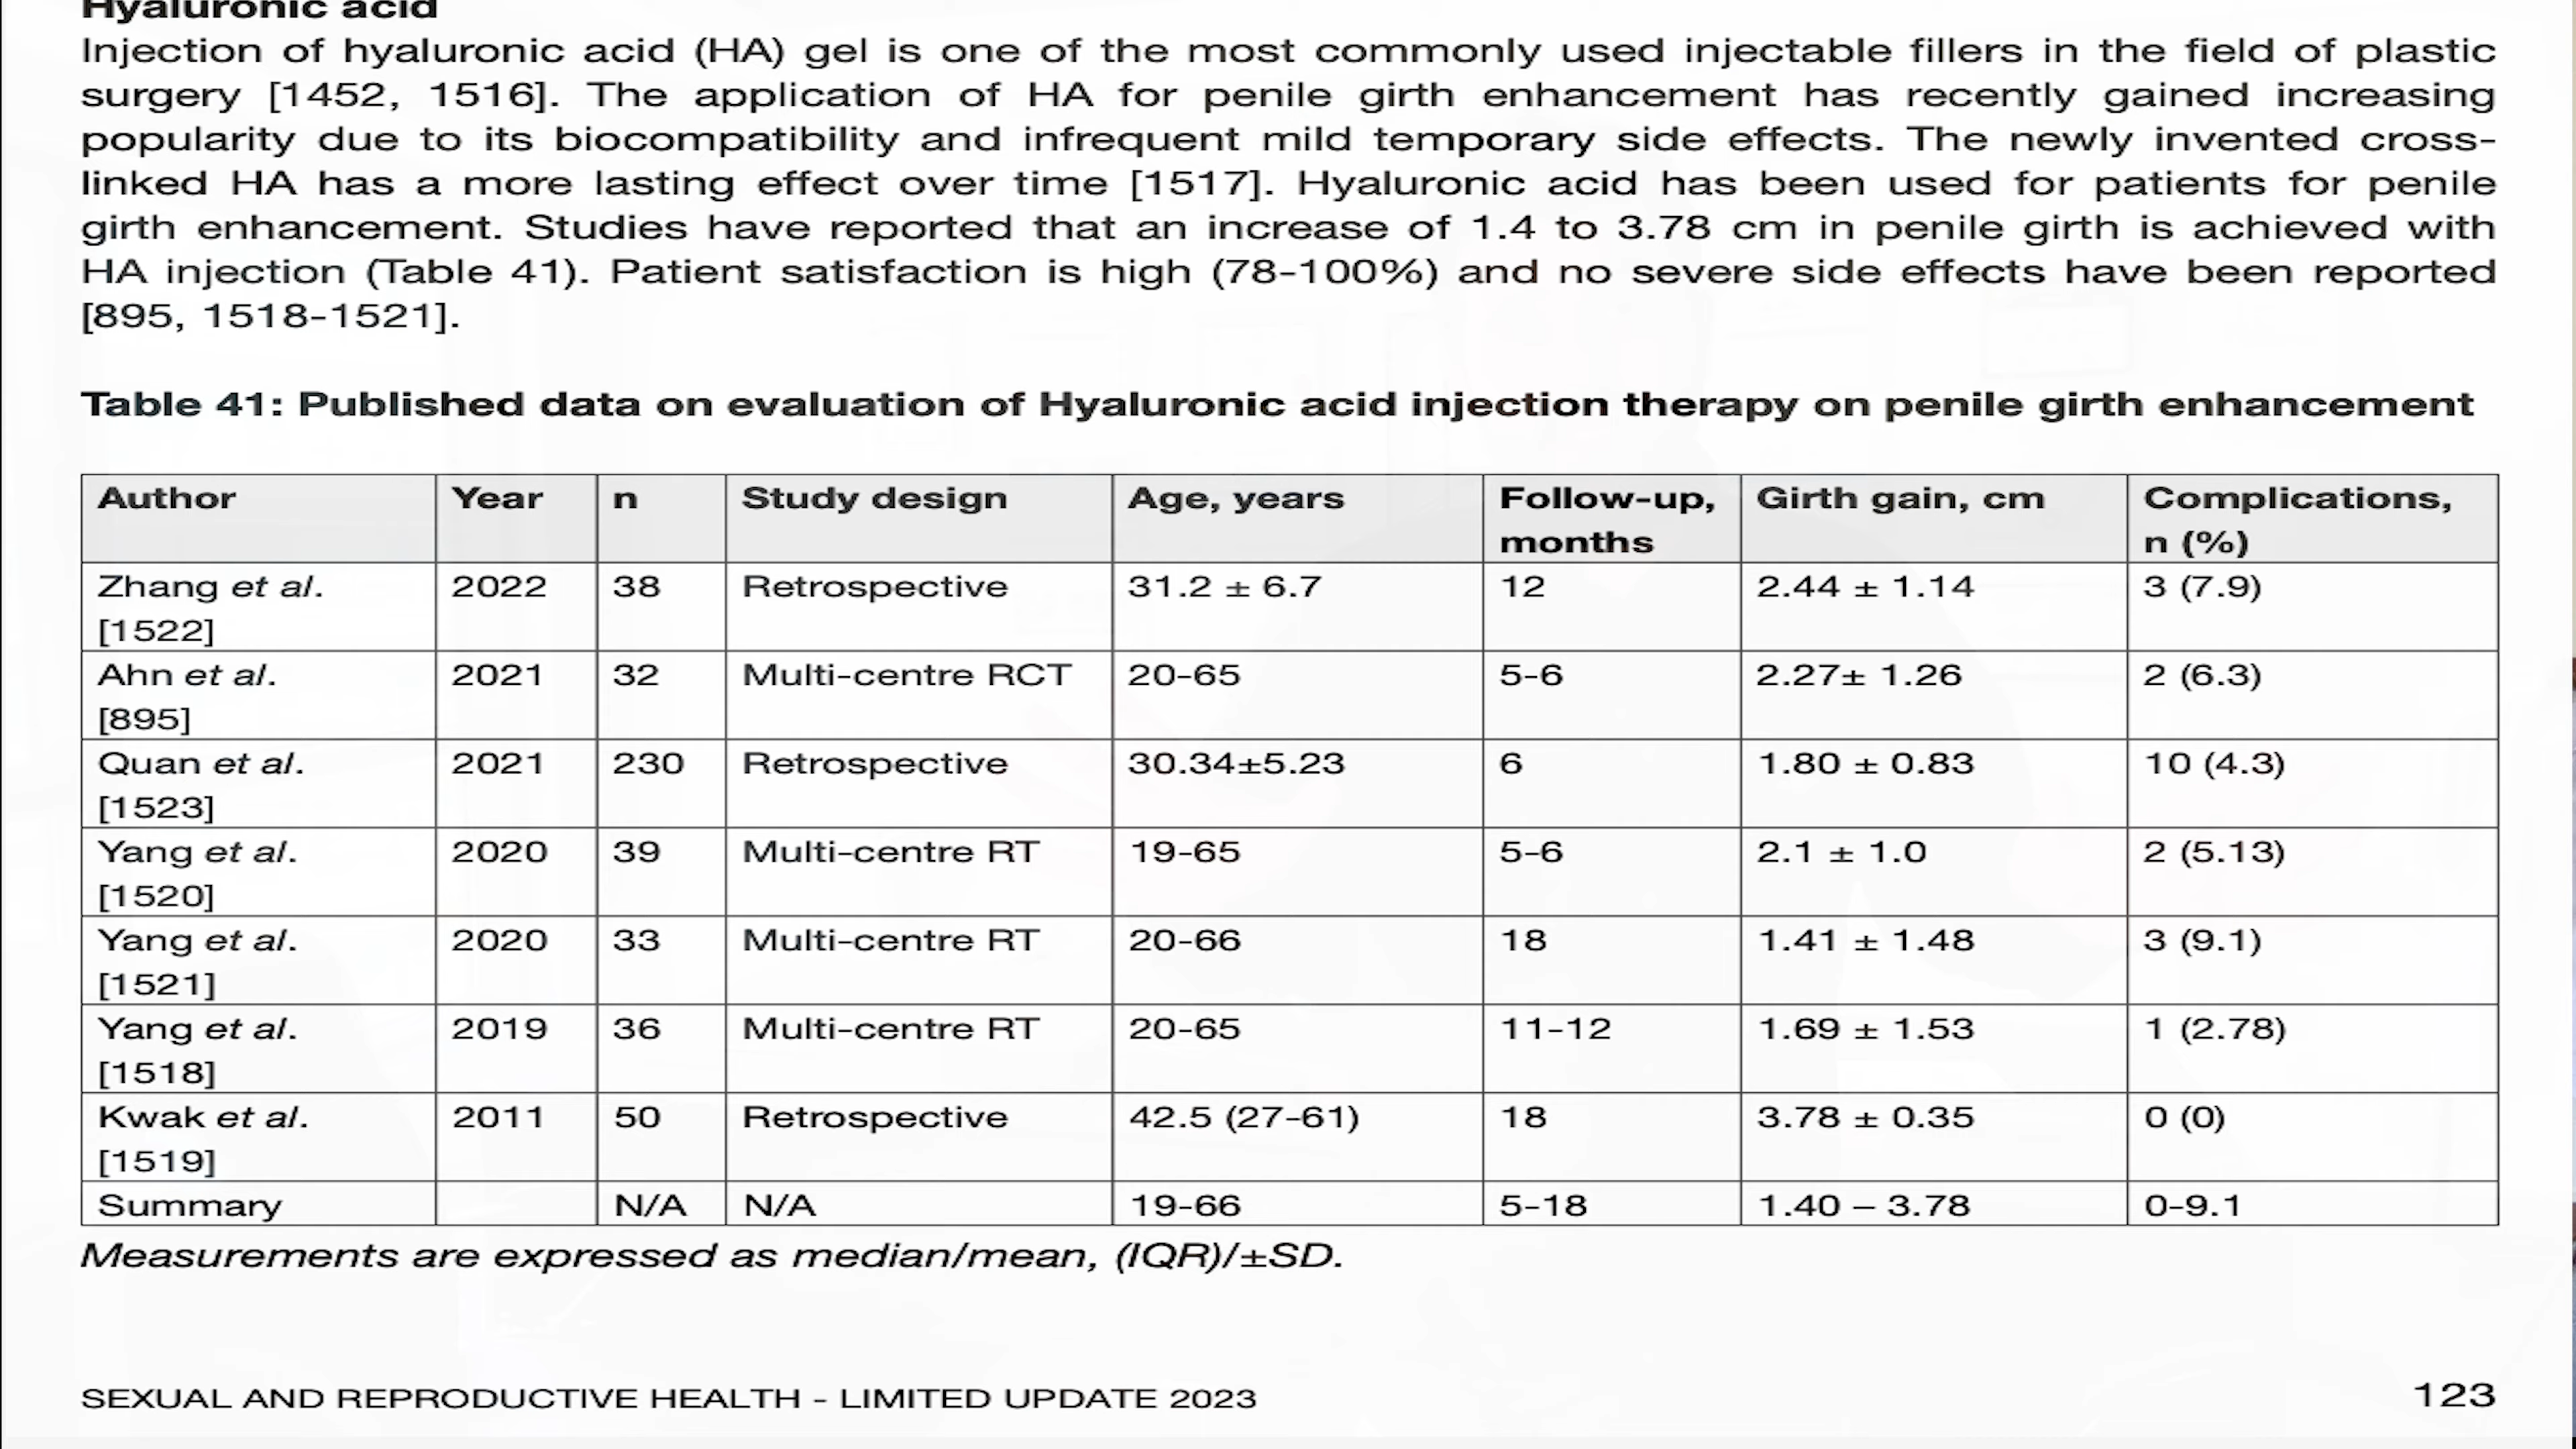 Hyaluronic acid
Injection of hyaluronic acid (HA) gel is one of the most commonly used injectable fillers in the field of plastic
surgery [1452, 1516]. The application of HA for penile girth enhancement has recently gained increasing
popularity due to its biocompatibility and infrequent mild temporary side effects. The newly invented cross-
linked HA has a more lasting effect over time [1517]. Hyaluronic acid has been used for patients for penile
girth enhancement. Studies have reported that an increase of 1.4 to 3.78 cm in penile girth is achieved with
HA injection (Table 41). Patient satisfaction is high (78-100%) and no severe side effects have been reported
[895, 1518-1521].
Table 41: Published data on evaluation of Hyaluronic acid injection therapy on penile girth enhancement
Author Year n Study design Age, years Follow-up, months Girth gain, cm Complications, n (%)
Zhang et al. [1522] 2022 38 Retrospective 31.2 ± 6.7 12 2.44 ± 1.14 3 (7.9)
Ahn et al. [895] 2021 32 Multi-centre RCT 20-65 5-6 2.27± 1.26 2 (6.3)
Quan et al. [1523] 2021 230 Retrospective 30.34±5.23 6 1.80 ± 0.83 10 (4.3)
Yang et al. [1520] 2020 39 Multi-centre RT 19-65 5-6 2.1 ± 1.0 2 (5.13)
Yang et al. [1521] 2020 33 Multi-centre RT 20-66 18 1.41 ± 1.48 3 (9.1)
Yang et al. [1518] 2019 36 Multi-centre RT 20-65 11-12 1.69 ± 1.53 1 (2.78)
Kwak et al. [1519] 2011 50 Retrospective 42.5 (27-61) 18 3.78 ± 0.35 0 (0)
Summary N/A N/A 19-66 5-18 1.40 – 3.78 0-9.1
Measurements are expressed as median/mean, (IQR)/±SD.
SEXUAL AND REPRODUCTIVE HEALTH - LIMITED UPDATE 2023 123